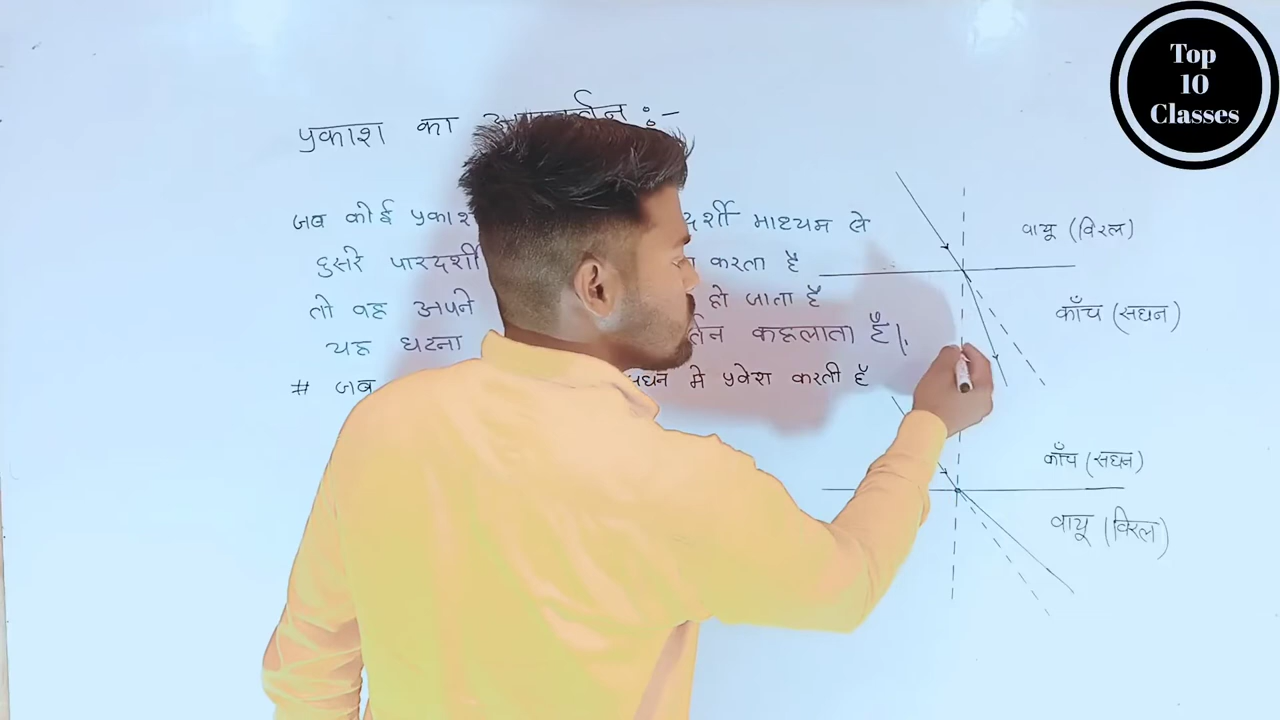 प्रकाश का :-
जब कोई माध्यम से
दुसरे पारदर्शी करता है
तो वह अपने हो जाता है
यह घटना कहलाता है।
# जब सघन मे प्रवेश करती है
वायू (विरल)
काँच (सघन)
काँच (सघन)
वायू (विरल)
Top
10
Classes